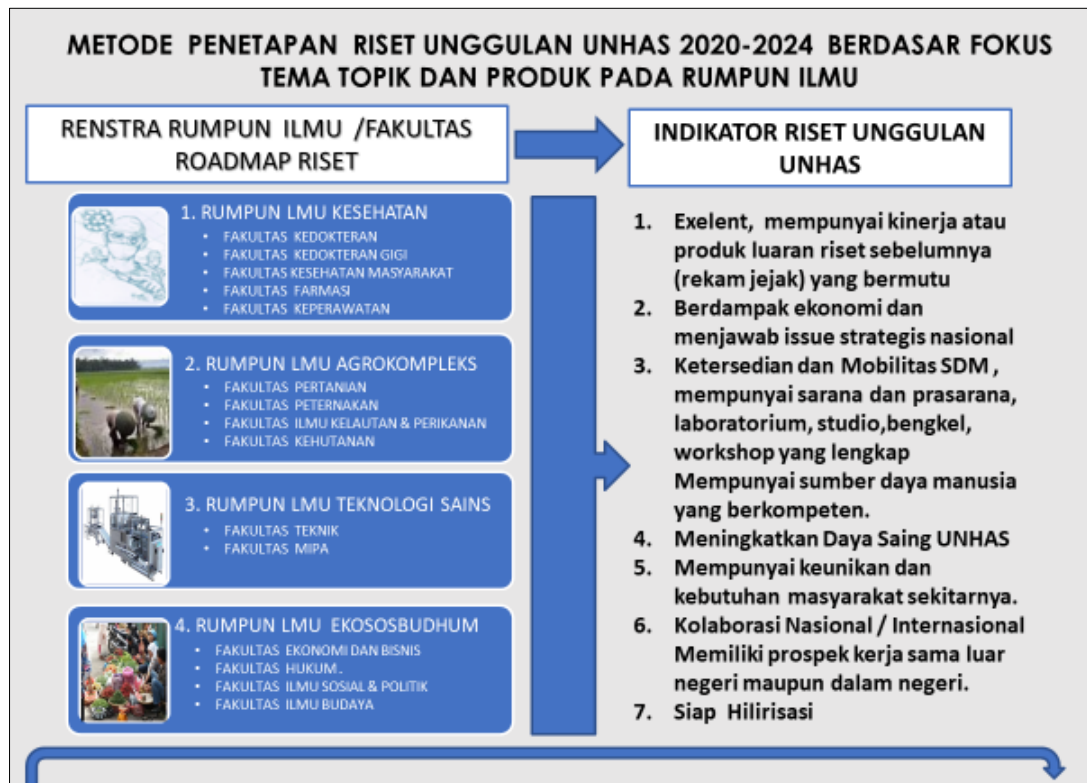 METODE PENETAPAN RISET UNGGULAN UNHAS 2020-2024 BERDASAR FOKUS
TEMA TOPIK DAN PRODUK PADA RUMPUN ILMU
RENSTRA RUMPUN ILMU /FAKULTAS
ROADMAP RISET
1. RUMPUN LMU KESEHATAN
• FAKULTAS KEDOKTERAN
• FAKULTAS KEDOKTERAN GIGI
• FAKULTAS KESEHATAN MASYARAKAT
• FAKULTAS FARMASI
• FAKULTAS KEPERAWATAN
2. RUMPUN LMU AGROKOMPLEKS
• FAKULTAS PERTANIAN
• FAKULTAS PETERNAKAN
• FAKULTAS ILMU KELAUTAN & PERIKANAN
• FAKULTAS KEHUTANAN
3. RUMPUN LMU TEKNOLOGI SAINS
• FAKULTAS TEKNIK
• FAKULTAS MIPA
4. RUMPUN LMU EKOSOSBUDHUM
• FAKULTAS EKONOMI DAN BISNIS
• FAKULTAS HUKUM.
• FAKULTAS ILMU SOSIAL & POLITIK
• FAKULTAS ILMU BUDAYA
INDIKATOR RISET UNGGULAN
UNHAS
1. Exelent, mempunyai kinerja atau
produk luaran riset sebelumnya
(rekam jejak) yang bermutu
2. Berdampak ekonomi dan
menjawab issue strategis nasional
3. Ketersedian dan Mobilitas SDM ,
mempunyai sarana dan prasarana,
laboratorium, studio,bengkel,
workshop yang lengkap
Mempunyai sumber daya manusia
yang berkompeten.
4. Meningkatkan Daya Saing UNHAS
5. Mempunyai keunikan dan
kebutuhan masyarakat sekitarnya.
6. Kolaborasi Nasional / Internasional
Memiliki prospek kerja sama luar
negeri maupun dalam negeri.
7. Siap Hilirisasi